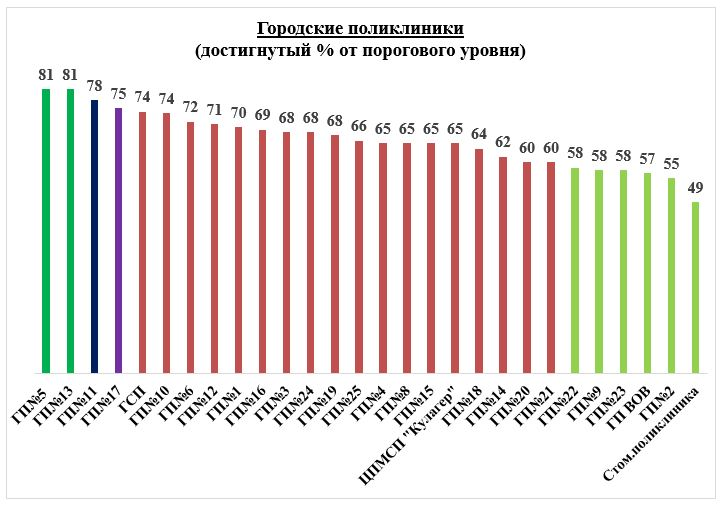 Городские поликлиники
(достигнутый % от порогового уровня)
81 81 78 75 74 74 72 71 70 69 68 68 68 66 65 65 65 65 64 62 60 60 58 58 58 57 55 49
ГП№5
ГП№13
ГП№11
ГП№17
ГСП
ГП№10
ГП№6
ГП№12
ГП№1
ГП№16
ГП№3
ГП№24
ГП№19
ГП№25
ГП№4
ГП№8
ГП№15
ЦПМСП "Кулагер"
ГП№18
ГП№14
ГП№20
ГП№21
ГП№22
ГП№9
ГП№23
ГП ВОВ
ГП№2
Стом.поликлиника